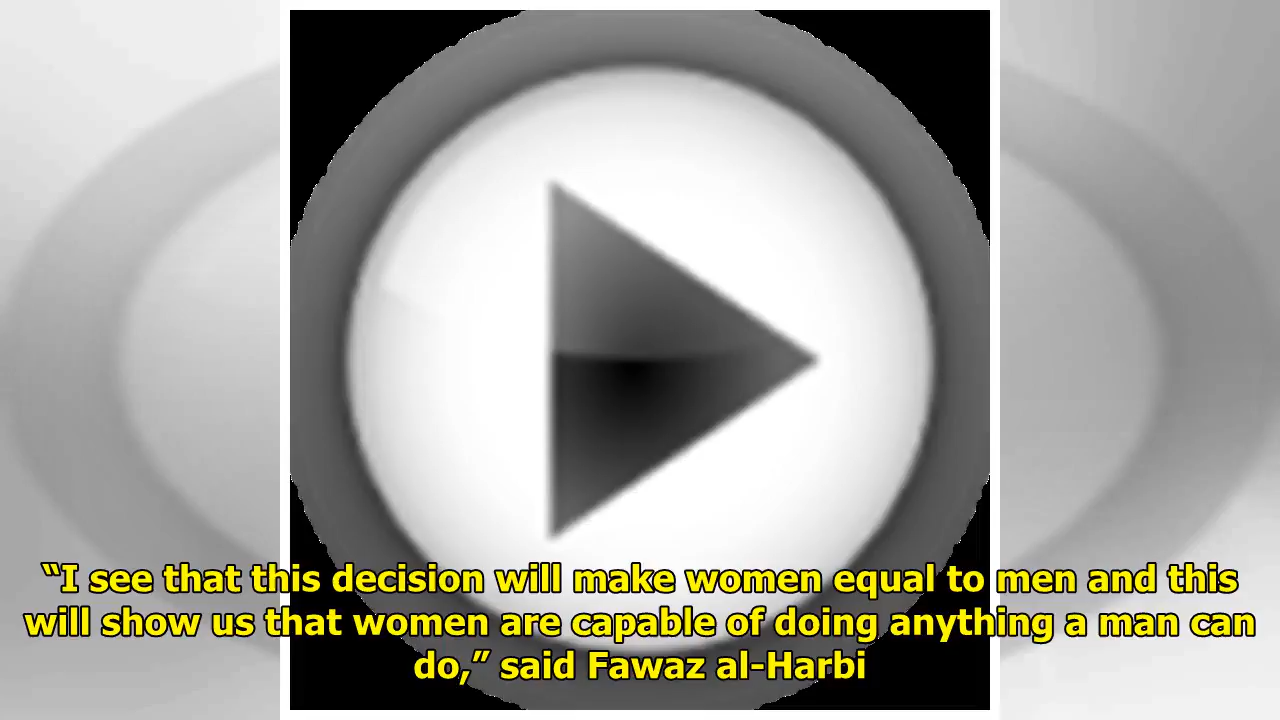 “I see that this decision will make women equal to men and this
will show us that women are capable of doing anything a man can
do,” said Fawaz al-Harbi